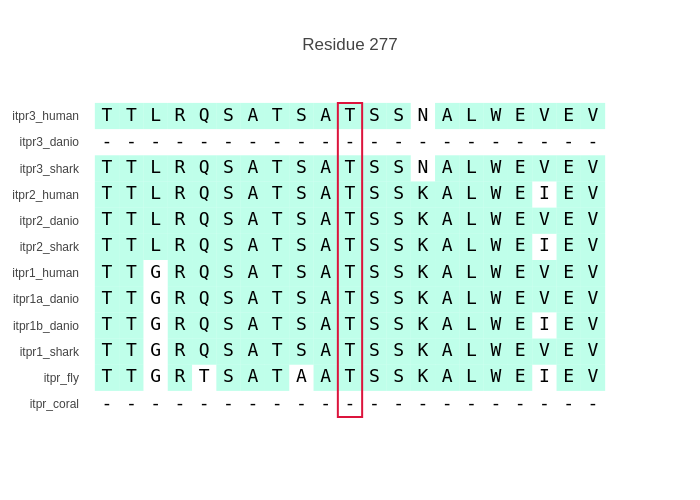 Residue 277
itpr3_human T T L R Q S A T S A T S S N A L W E V E V
itpr3_danio - - - - - - - - - - - - - - - - - - - - -
itpr3_shark T T L R Q S A T S A T S S N A L W E V E V
itpr2_human T T L R Q S A T S A T S S K A L W E I E V
itpr2_danio T T L R Q S A T S A T S S K A L W E V E V
itpr2_shark T T L R Q S A T S A T S S K A L W E I E V
itpr1_human T T G R Q S A T S A T S S K A L W E V E V
itpr1a_danio T T G R Q S A T S A T S S K A L W E V E V
itpr1b_danio T T G R Q S A T S A T S S K A L W E I E V
itpr1_shark T T G R Q S A T S A T S S K A L W E V E V
itpr_fly T T G R T S A T A A T S S K A L W E I E V
itpr_coral - - - - - - - - - - - - - - - - - - - - -